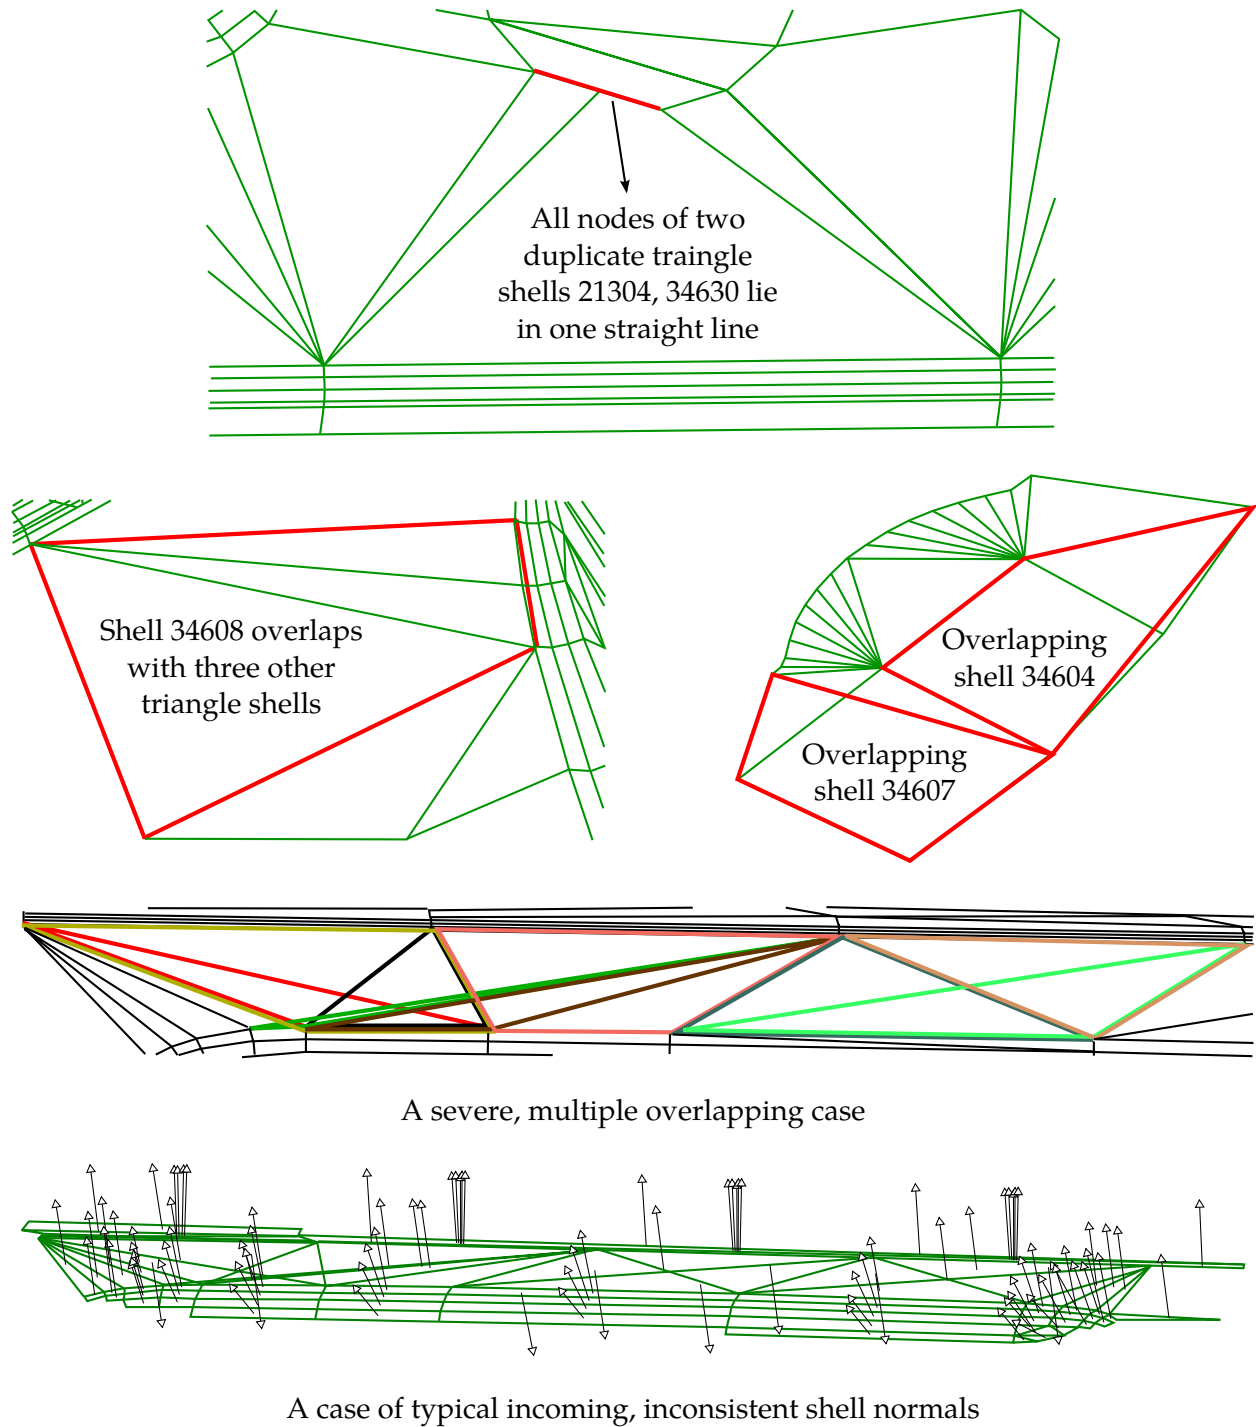 All nodes of two
duplicate traingle
shells 21304, 34630 lie
in one straight line
Shell 34608 overlaps
with three other
triangle shells
Overlapping
shell 34604
Overlapping
shell 34607
A severe, multiple overlapping case
A case of typical incoming, inconsistent shell normals